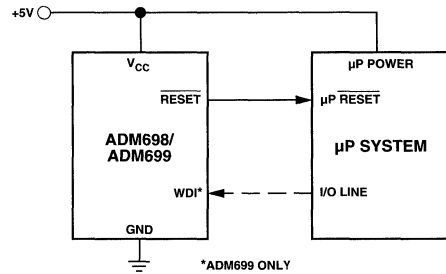 +5V
VCC
µP POWER
RESET
µP RESET
ADM698/
ADM699
µP SYSTEM
WDI*
I/O LINE
GND
*ADM699 ONLY